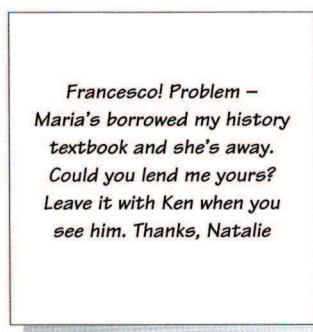 Francesco! Problem –
Maria's borrowed my history
textbook and she's away.
Could you lend me yours?
Leave it with Ken when you
see him. Thanks, Natalie